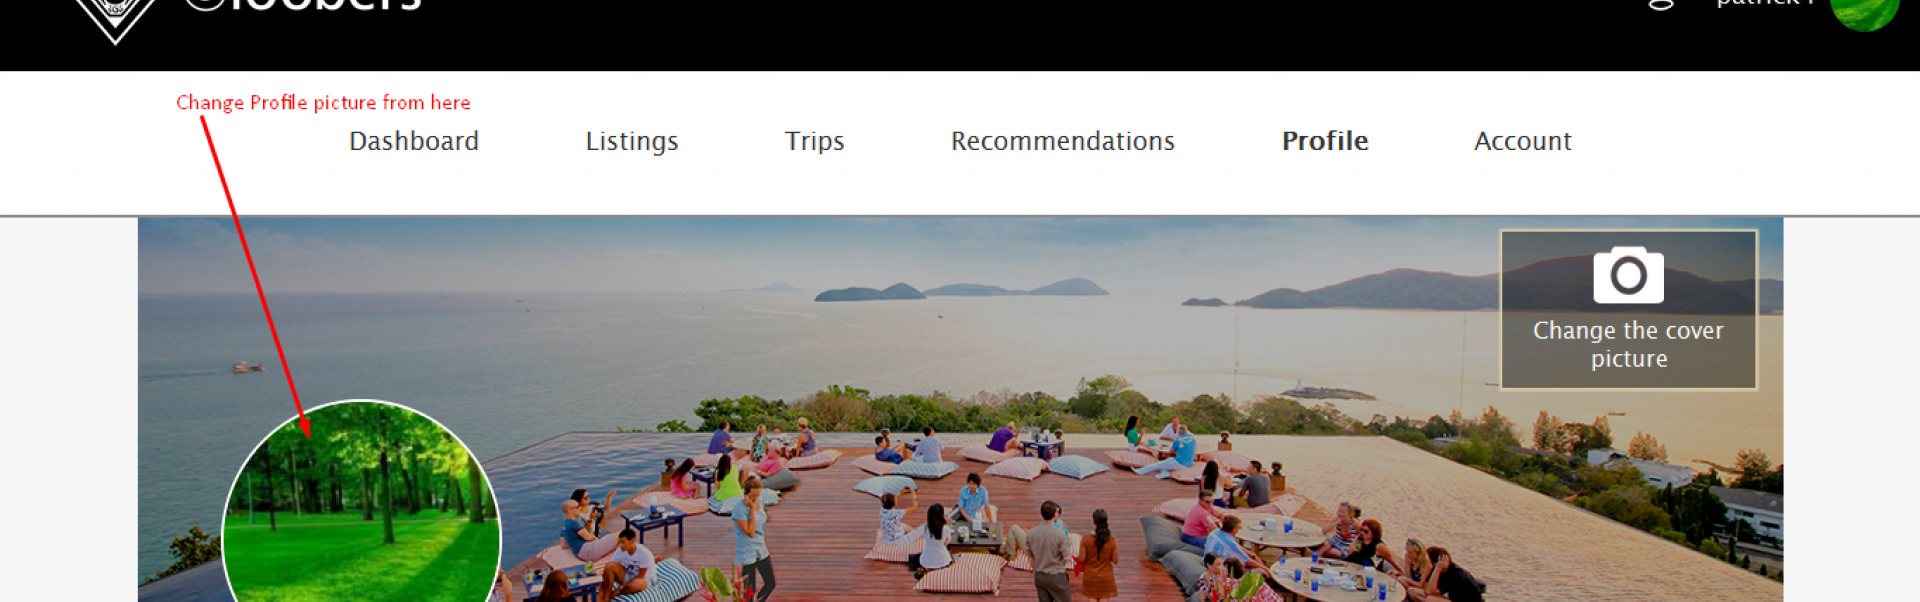 Change Profile picture from here
Dashboard Listings Trips Recommendations Profile Account
Change the cover
picture